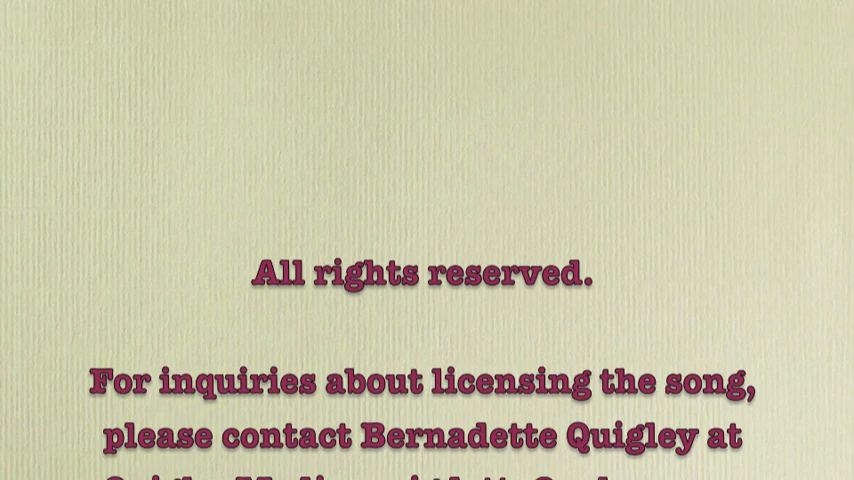 All rights reserved.
For inquiries about licensing the song,
please contact Bernadette Quigley at